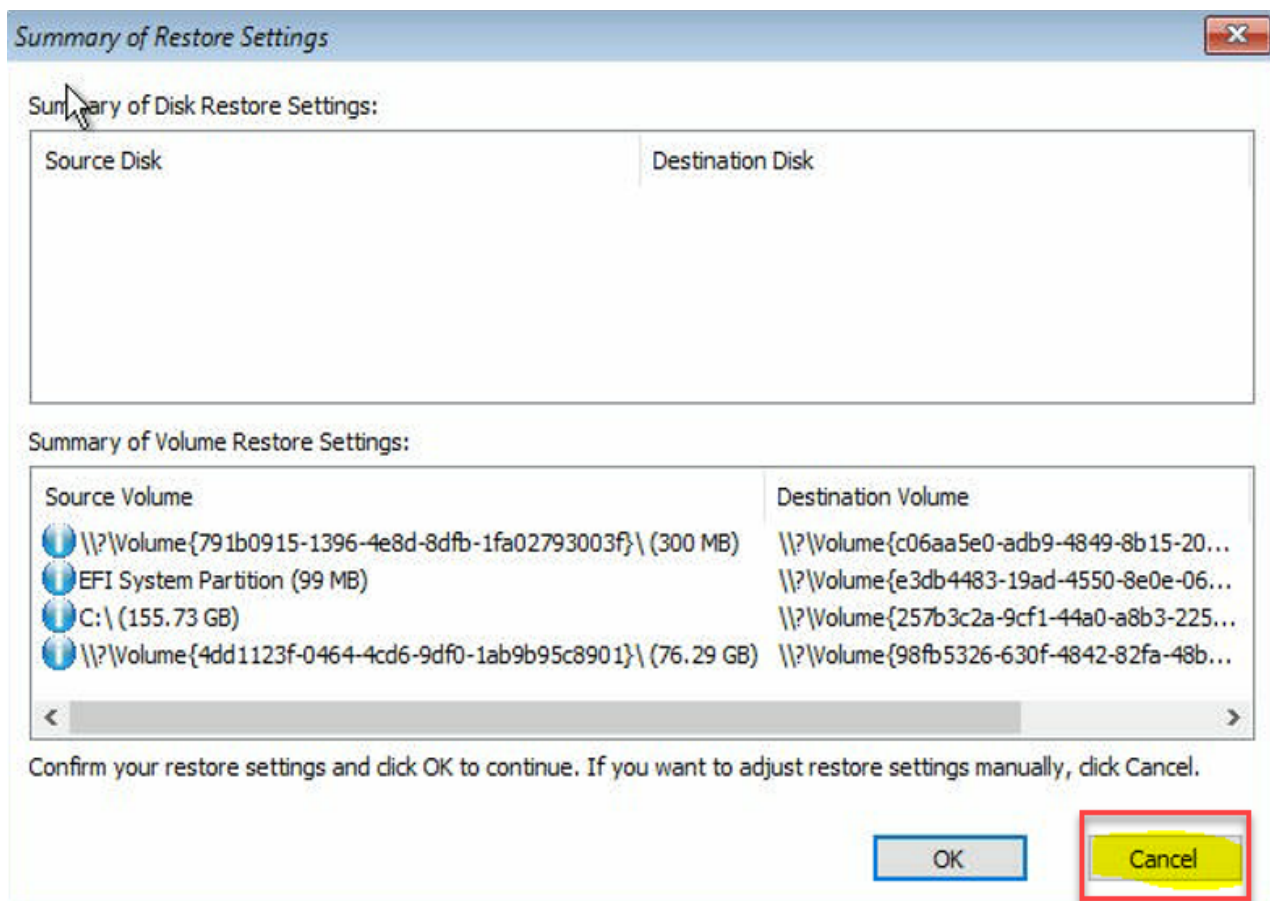 Summary of Restore Settings
Summary of Disk Restore Settings:
Source Disk Destination Disk
Summary of Volume Restore Settings:
Source Volume Destination Volume
\\?\Volume{791b0915-1396-4e8d-8dfb-1fa02793003f}\ (300 MB) \\?\Volume{c06aa5e0-adb9-4849-8b15-20...
EFI System Partition (99 MB) \\?\Volume{e3db4483-19ad-4550-8e0e-06...
C:\ (155.73 GB) \\?\Volume{257b3c2a-9cf1-44a0-a8b3-225...
\\?\Volume{4dd1123f-0464-4cd6-9df0-1ab9b95c8901}\ (76.29 GB) \\?\Volume{98fb5326-630f-4842-82fa-48b...
Confirm your restore settings and click OK to continue. If you want to adjust restore settings manually, click Cancel.
OK Cancel